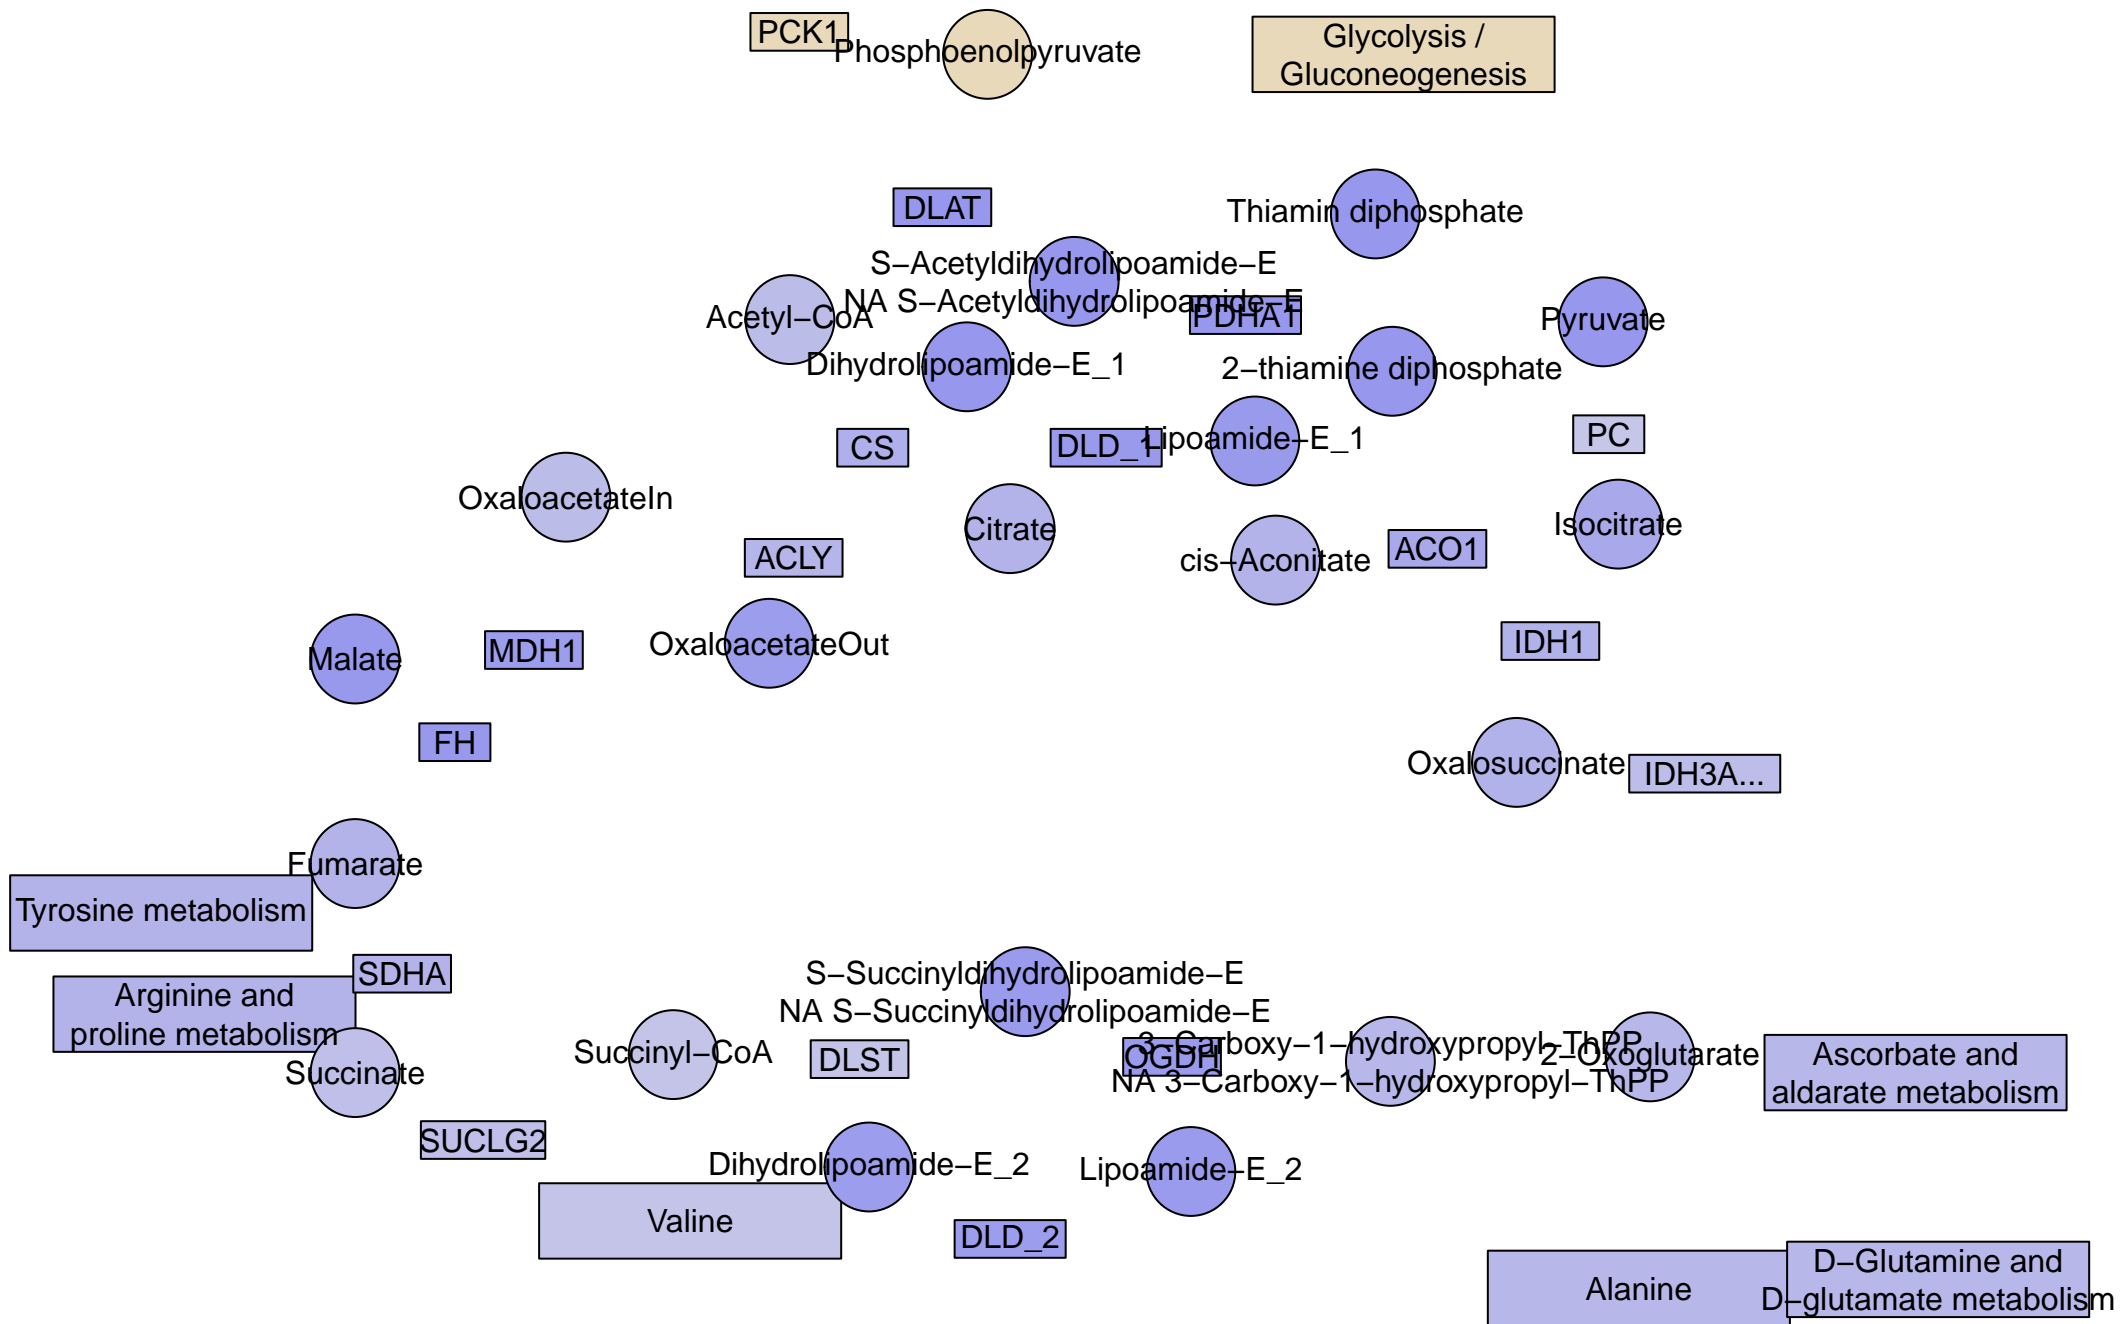 PCK1
Phosphoenolpyruvate
Glycolysis /
Gluconeogenesis
DLAT
Thiamin diphosphate
S−Acetyldihydrolipoamide−E
NA S−Acetyldihydrolipoamide−E
Acetyl−CoA
PDHA1
Pyruvate
Dihydrolipoamide−E_1
2−thiamine diphosphate
CS
DLD_1
Lipoamide−E_1
PC
OxaloacetateIn
Citrate
Isocitrate
ACLY
cis−Aconitate
ACO1
Malate
MDH1
OxaloacetateOut
IDH1
FH
Oxalosuccinate
IDH3A...
Fumarate
Tyrosine metabolism
SDHA
Arginine and
proline metabolism
S−Succinyldihydrolipoamide−E
NA S−Succinyldihydrolipoamide−E
Succinate
Succinyl−CoA
DLST
OGDH
3−Carboxy−1−hydroxypropyl−ThPP
NA 3−Carboxy−1−hydroxypropyl−ThPP
2−Oxoglutarate
Ascorbate and
aldarate metabolism
SUCLG2
Dihydrolipoamide−E_2
Lipoamide−E_2
Valine
DLD_2
Alanine
D−Glutamine and
D−glutamate metabolism